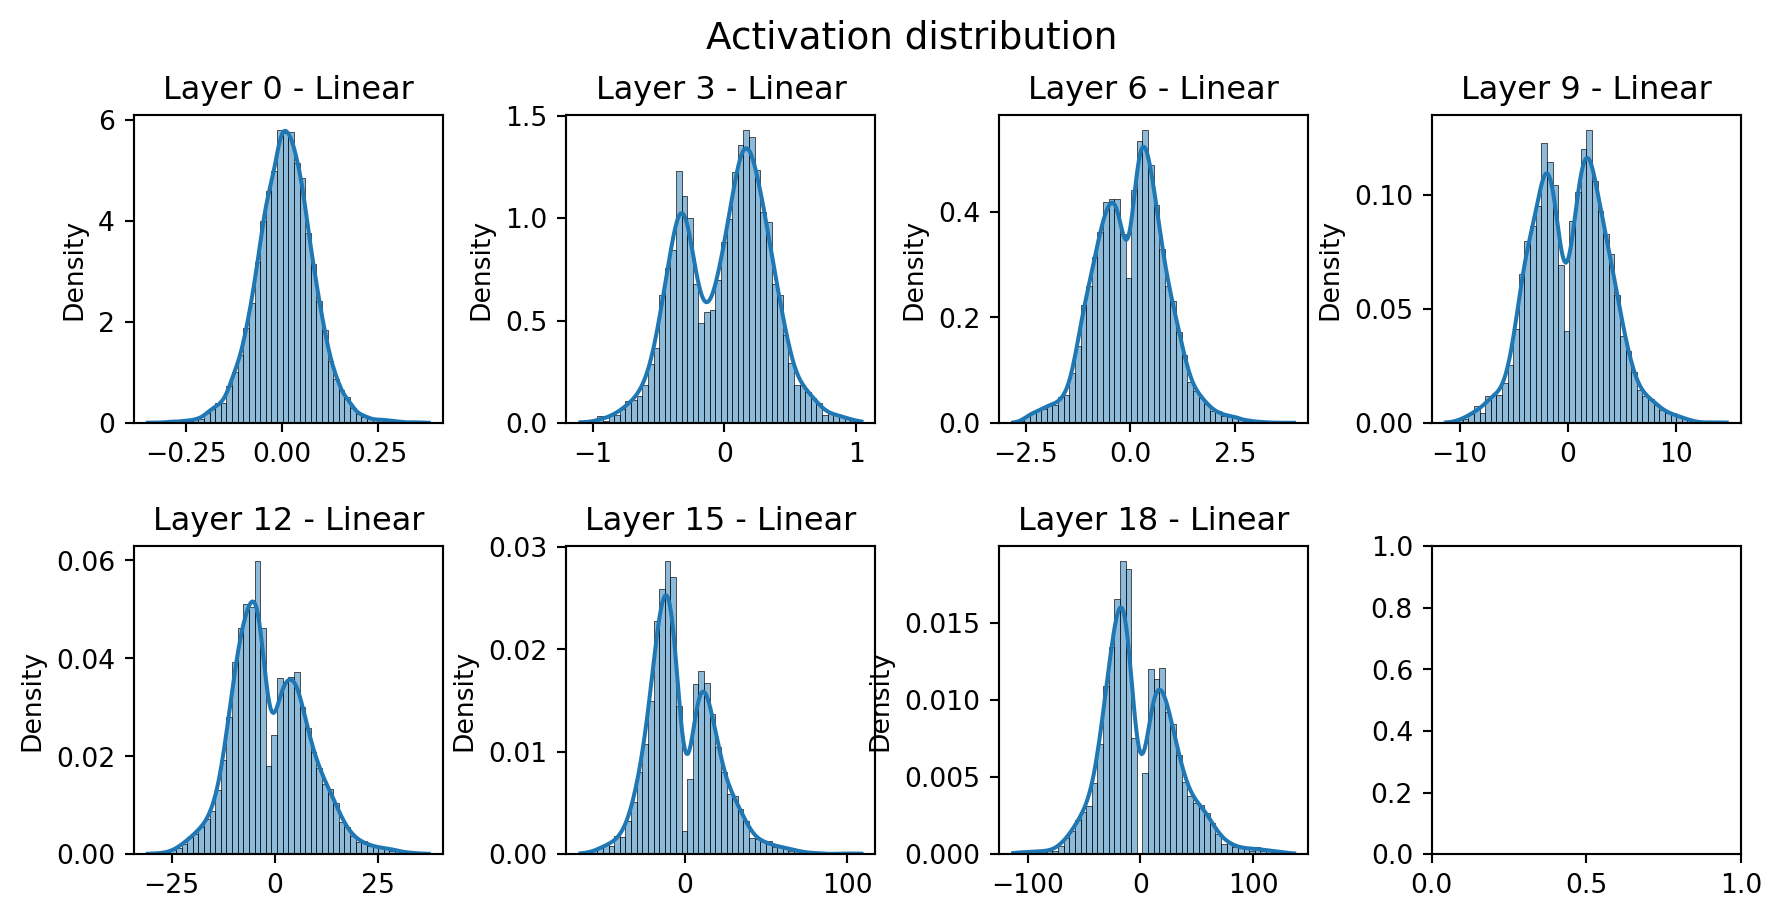 Activation distribution
Layer 0 - Linear
Layer 3 - Linear
Layer 6 - Linear
Layer 9 - Linear
Density
6
4
2
0
−0.25 0.00 0.25
Density
1.5
1.0
0.5
0.0
−1 0 1
Density
0.4
0.2
0.0
−2.5 0.0 2.5
Density
0.10
0.05
0.00
−10 0 10
Layer 12 - Linear
Layer 15 - Linear
Layer 18 - Linear
Density
0.06
0.04
0.02
0.00
−25 0 25
Density
0.03
0.02
0.01
0.00
0 100
Density
0.015
0.010
0.005
0.000
−100 0 100
1.0
0.8
0.6
0.4
0.2
0.0
0.0 0.5 1.0